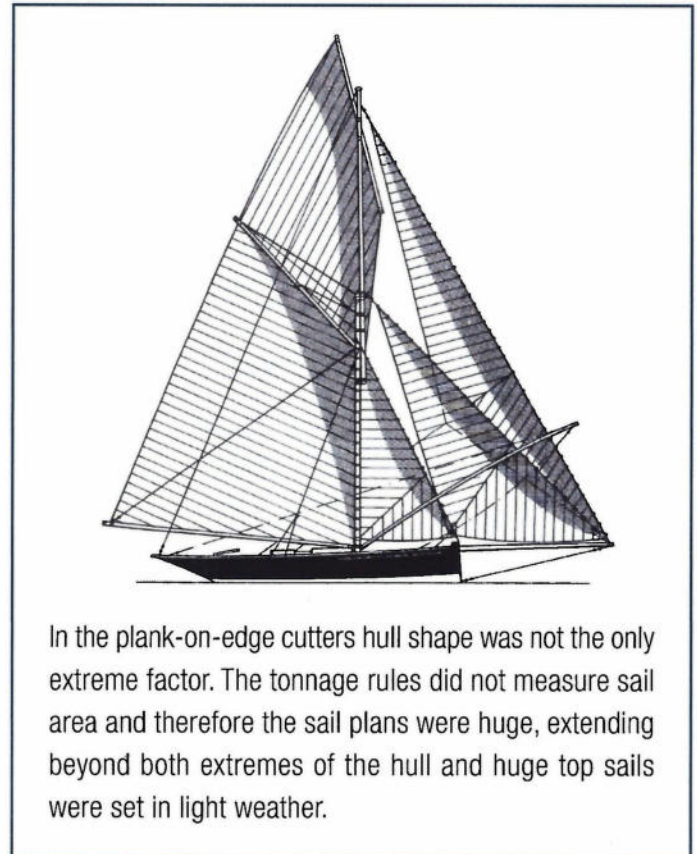 In the plank-on-edge cutters hull shape was not the only
extreme factor. The tonnage rules did not measure sail
area and therefore the sail plans were huge, extending
beyond both extremes of the hull and huge top sails
were set in light weather.